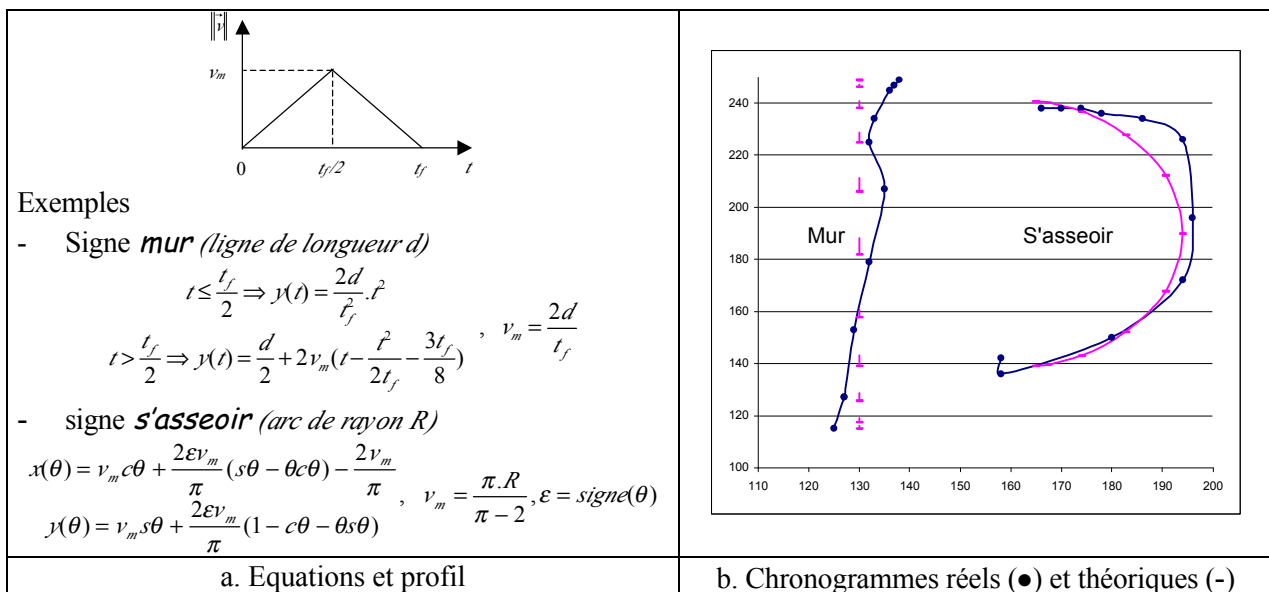 ‖v⃗‖
v_m
0 t_f/2 t_f t
Exemples
- Signe mur (ligne de longueur d)
t ≤ t_f/2 ⇒ y(t) = 2d/t_f² . t²
t > t_f/2 ⇒ y(t) = d/2 + 2v_m(t − t²/2t_f − 3t_f/8) , v_m = 2d/t_f
- signe s'asseoir (arc de rayon R)
x(θ) = v_m cθ + 2εv_m/π (sθ − θcθ) − 2v_m/π
y(θ) = v_m sθ + 2εv_m/π (1 − cθ − θsθ) , v_m = π.R/(π − 2), ε = signe(θ)
a. Equations et profil
240
220
200
180
160
140
120
100
Mur S'asseoir
110 120 130 140 150 160 170 180 190 200
b. Chronogrammes réels (●) et théoriques (-)